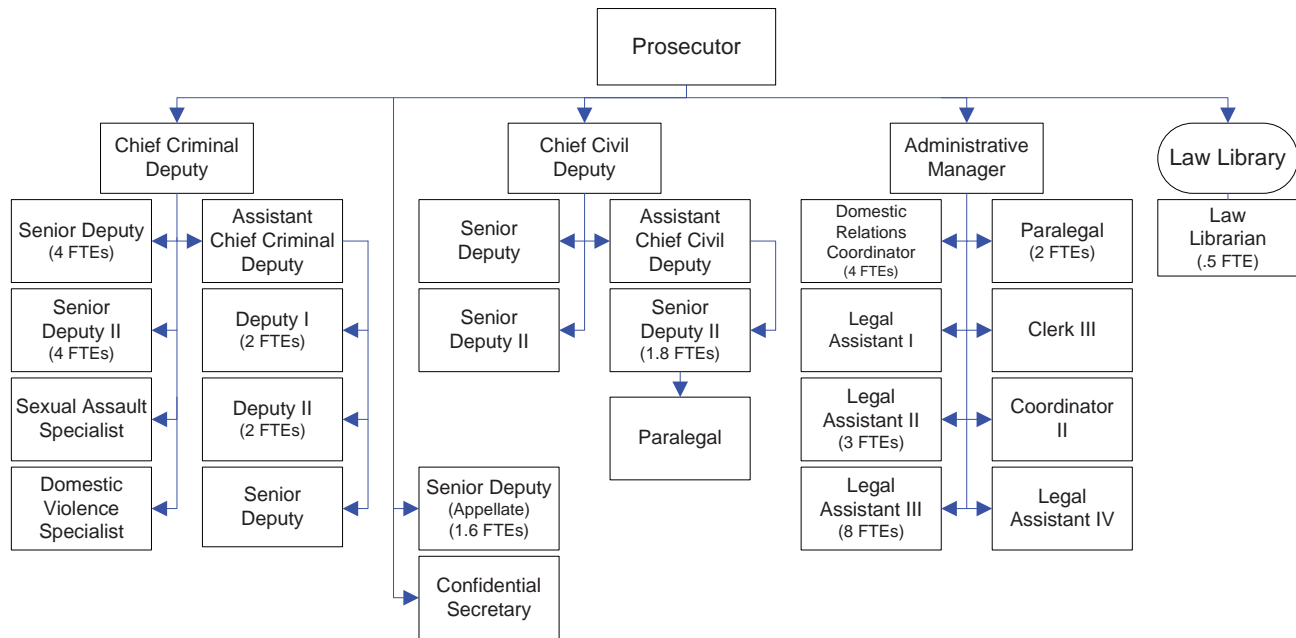 Prosecutor
Chief Criminal
Deputy
Chief Civil
Deputy
Administrative
Manager
Law Library
Senior Deputy
(4 FTEs)
Assistant
Chief Criminal
Deputy
Senior
Deputy
Assistant
Chief Civil
Deputy
Domestic
Relations
Coordinator
(4 FTEs)
Paralegal
(2 FTEs)
Law
Librarian
(.5 FTE)
Senior
Deputy II
(4 FTEs)
Deputy I
(2 FTEs)
Senior
Deputy II
Senior
Deputy II
(1.8 FTEs)
Legal
Assistant I
Clerk III
Sexual Assault
Specialist
Deputy II
(2 FTEs)
Paralegal
Legal
Assistant II
(3 FTEs)
Coordinator
II
Domestic
Violence
Specialist
Senior
Deputy
Senior Deputy
(Appellate)
(1.6 FTEs)
Legal
Assistant III
(8 FTEs)
Legal
Assistant IV
Confidential
Secretary